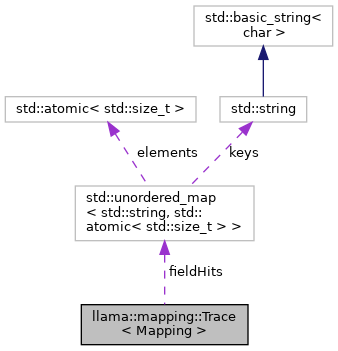 std::basic_string<
char >
std::atomic< std::size_t >
std::string
elements
keys
std::unordered_map
< std::string, std::
atomic< std::size_t > >
fieldHits
llama::mapping::Trace
< Mapping >